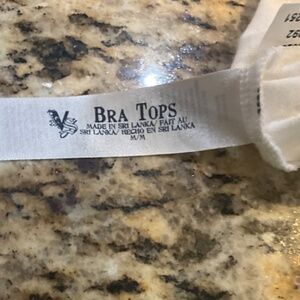 BRA TOPS
MADE IN SRI LANKA/ FAIT AU
SRI LANKA/ HECHO EN SRI LANKA
M/M